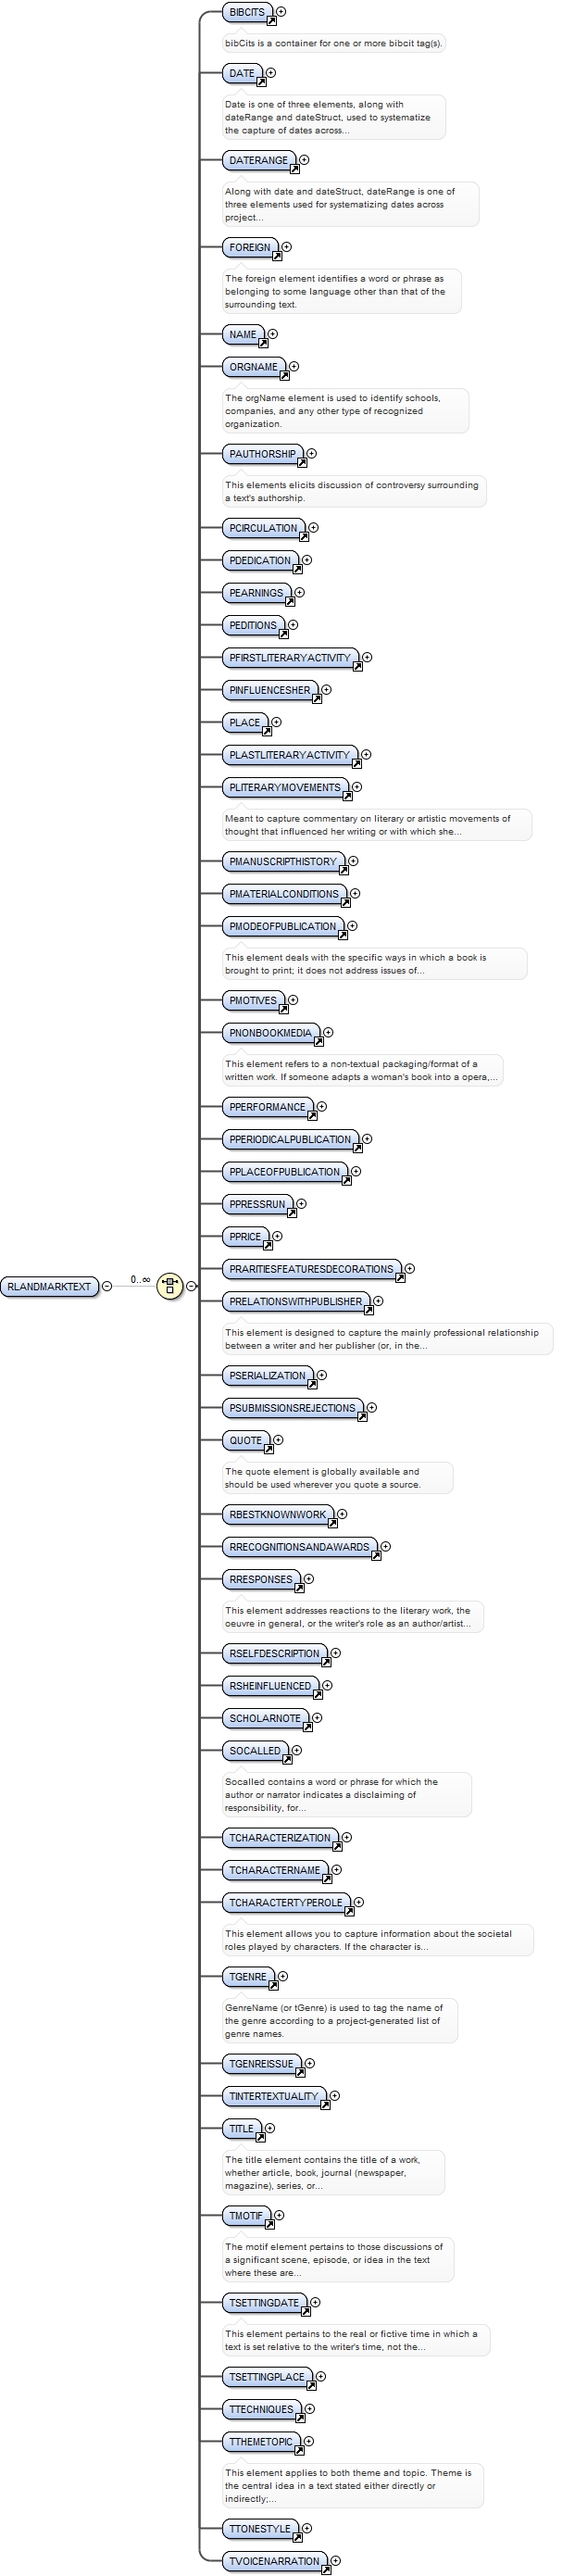 BIBCITS
bibCits is a container for one or more bibcit tag(s).
DATE
Date is one of three elements, along with
dateRange and dateStruct, used to systematize
the capture of dates across...
DATERANGE
Along with date and dateStruct, dateRange is one of
three elements used for systematizing dates across
project...
FOREIGN
The foreign element identifies a word or phrase as
belonging to some language other than that of the
surrounding text.
NAME
ORGNAME
The orgName element is used to identify schools,
companies, and any other type of recognized
organization.
PAUTHORSHIP
This elements elicits discussion of controversy surrounding
a text's authorship.
PCIRCULATION
PDEDICATION
PEARNINGS
PEDITIONS
PFIRSTLITERARYACTIVITY
PINFLUENCESHER
PLACE
PLASTLITERARYACTIVITY
PLITERARYMOVEMENTS
Meant to capture commentary on literary or artistic movements of
thought that influenced her writing or with which she...
PMANUSCRIPTHISTORY
PMATERIALCONDITIONS
PMODEOFPUBLICATION
This element deals with the specific ways in which a book is
brought to print; it does not address issues of...
PMOTIVES
PNONBOOKMEDIA
This element refers to a non-textual packaging/format of a
written work. If someone adapts a woman's book into a opera,...
PPERFORMANCE
PPERIODICALPUBLICATION
PPLACEOFPUBLICATION
PPRESSRUN
PPRICE
PRARITIESFEATURESDECORATIONS
RLANDMARKTEXT 0..∞
PRELATIONSWITHPUBLISHER
This element is designed to capture the mainly professional relationship
between a writer and her publisher (or, in the...
PSERIALIZATION
PSUBMISSIONSREJECTIONS
QUOTE
The quote element is globally available and
should be used wherever you quote a source.
RBESTKNOWNWORK
RRECOGNITIONSANDAWARDS
RRESPONSES
This element addresses reactions to the literary work, the
oeuvre in general, or the writer's role as an author/artist...
RSELFDESCRIPTION
RSHEINFLUENCED
SCHOLARNOTE
SOCALLED
Socalled contains a word or phrase for which the
author or narrator indicates a disclaiming of
responsibility, for...
TCHARACTERIZATION
TCHARACTERNAME
TCHARACTERTYPEROLE
This element allows you to capture information about the societal
roles played by characters. If the character is...
TGENRE
GenreName (or tGenre) is used to tag the name of
the genre according to a project-generated list of
genre names.
TGENREISSUE
TINTERTEXTUALITY
TITLE
The title element contains the title of a work,
whether article, book, journal (newspaper,
magazine), series, or...
TMOTIF
The motif element pertains to those discussions of
a significant scene, episode, or idea in the text
where these are...
TSETTINGDATE
This element pertains to the real or fictive time in which a
text is set relative to the writer's time, not the...
TSETTINGPLACE
TTECHNIQUES
TTHEMETOPIC
This element applies to both theme and topic. Theme is
the central idea in a text stated either directly or
indirectly;...
TTONESTYLE
TVOICENARRATION